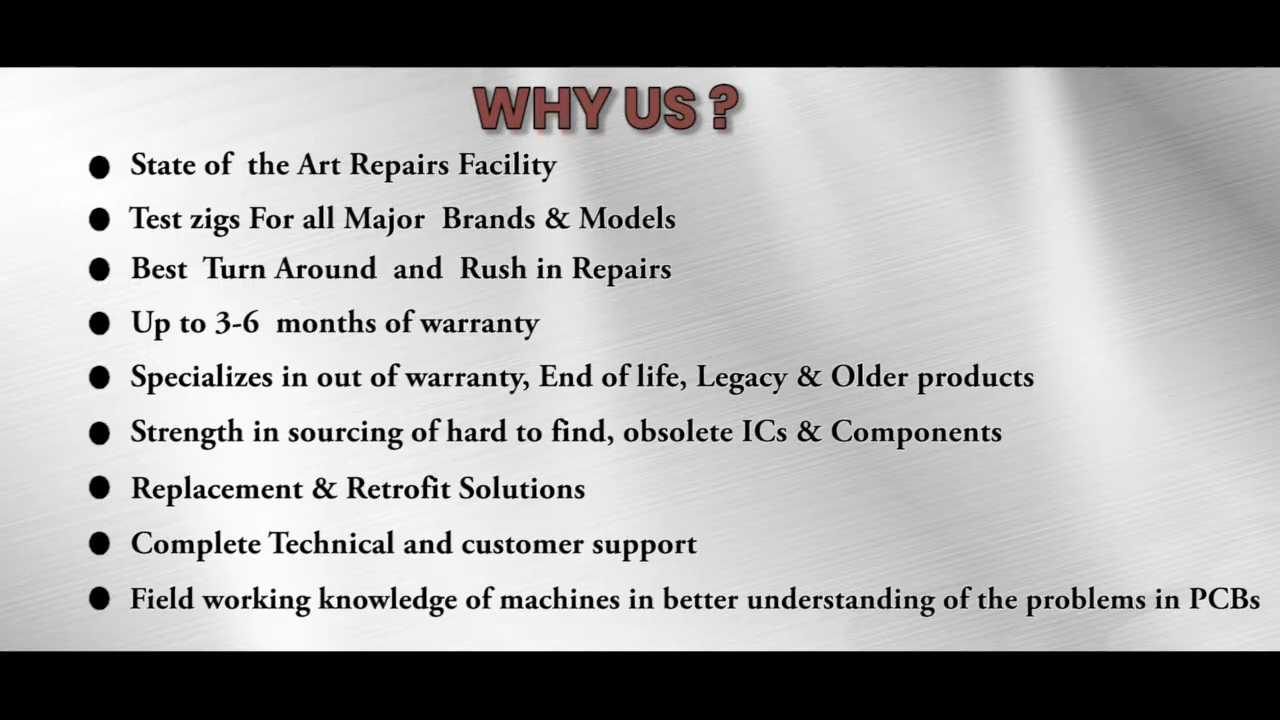 WHY US ?
State of the Art Repairs Facility
Test zigs For all Major Brands & Models
Best Turn Around and Rush in Repairs
Up to 3-6 months of warranty
Specializes in out of warranty, End of life, Legacy & Older products
Strength in sourcing of hard to find, obsolete ICs & Components
Replacement & Retrofit Solutions
Complete Technical and customer support
Field working knowledge of machines in better understanding of the problems in PCBs